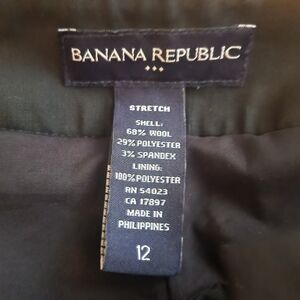 BANANA REPUBLIC
STRETCH
SHELL:
68% WOOL
29% POLYESTER
3% SPANDEX
LINING:
100% POLYESTER
RN 54023
CA 17897
MADE IN
PHILIPPINES
12